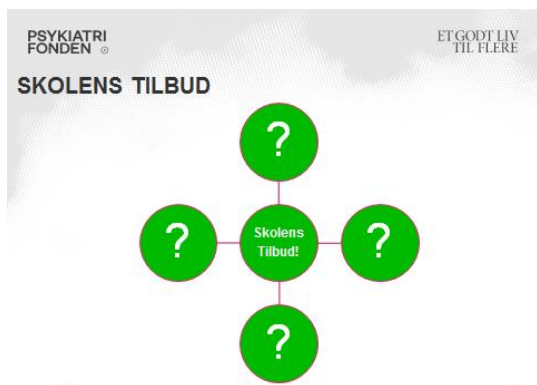 PSYKIATRI
FONDEN
ET GODT LIV
TIL FLERE
SKOLENS TILBUD
?
?
Skolens
Tilbud!
?
?